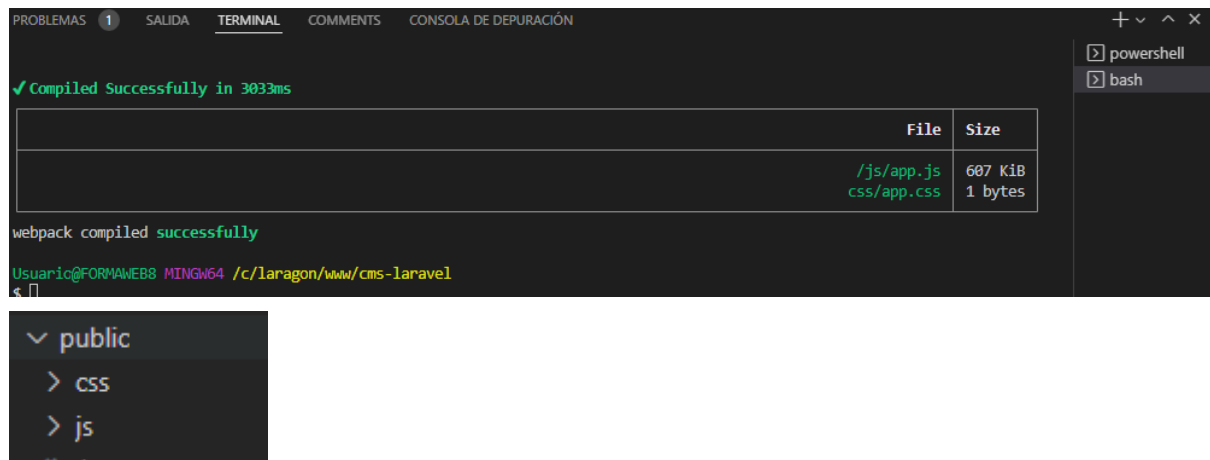 PROBLEMAS 1 SALIDA TERMINAL COMMENTS CONSOLA DE DEPURACIÓN
powershell
bash
✓ Compiled Successfully in 3033ms
File Size
/js/app.js 607 KiB
css/app.css 1 bytes
webpack compiled successfully
Usuario@FORMAWEB8 MINGW64 /c/laragon/www/cms-laravel
$
public
css
js